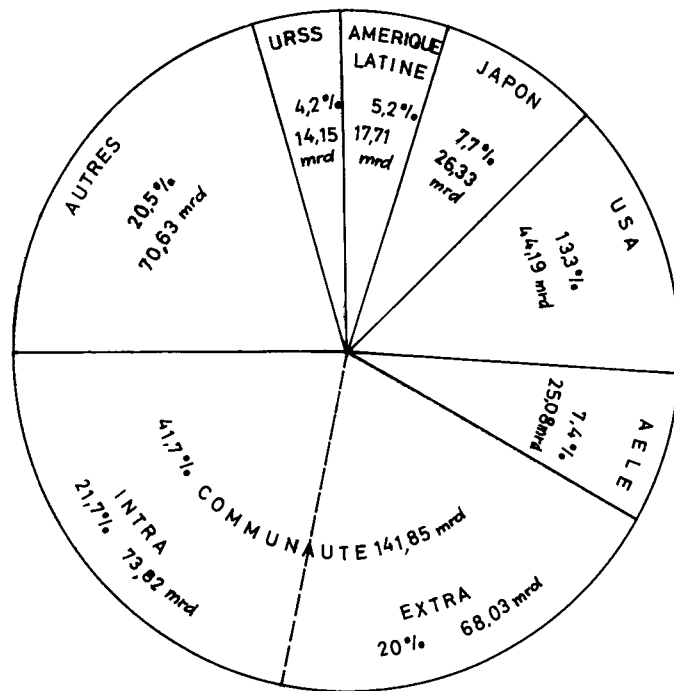 URSS
4,2%
14,15
mrd
AMERIQUE
LATINE
5,2%
17,71
mrd
JAPON
7,7%
26,33
mrd
USA
13,3%
44,19 mrd
AELE
7,4%
25,08 mrd
AUTRES
20,5%
70,63 mrd
41,7% COMMUNAUTE 141,85 mrd
INTRA
21,7% 73,82 mrd
EXTRA
20% 68,03 mrd